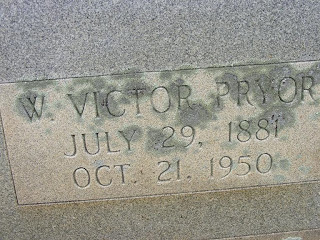 W. VICTOR PRYOR
JULY 29, 1881
OCT. 21. 1950